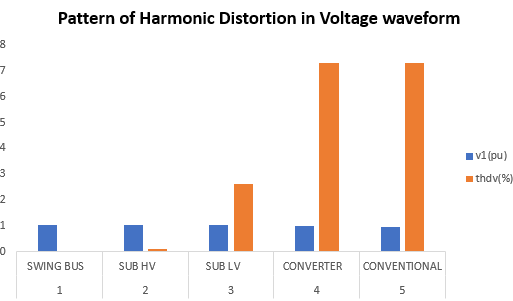 Pattern of Harmonic Distortion in Voltage waveform
8
7
6
5
4
3
2
1
0
SWING BUS SUB HV SUB LV CONVERTER CONVENTIONAL
1 2 3 4 5
v1(pu)
thdv(%)